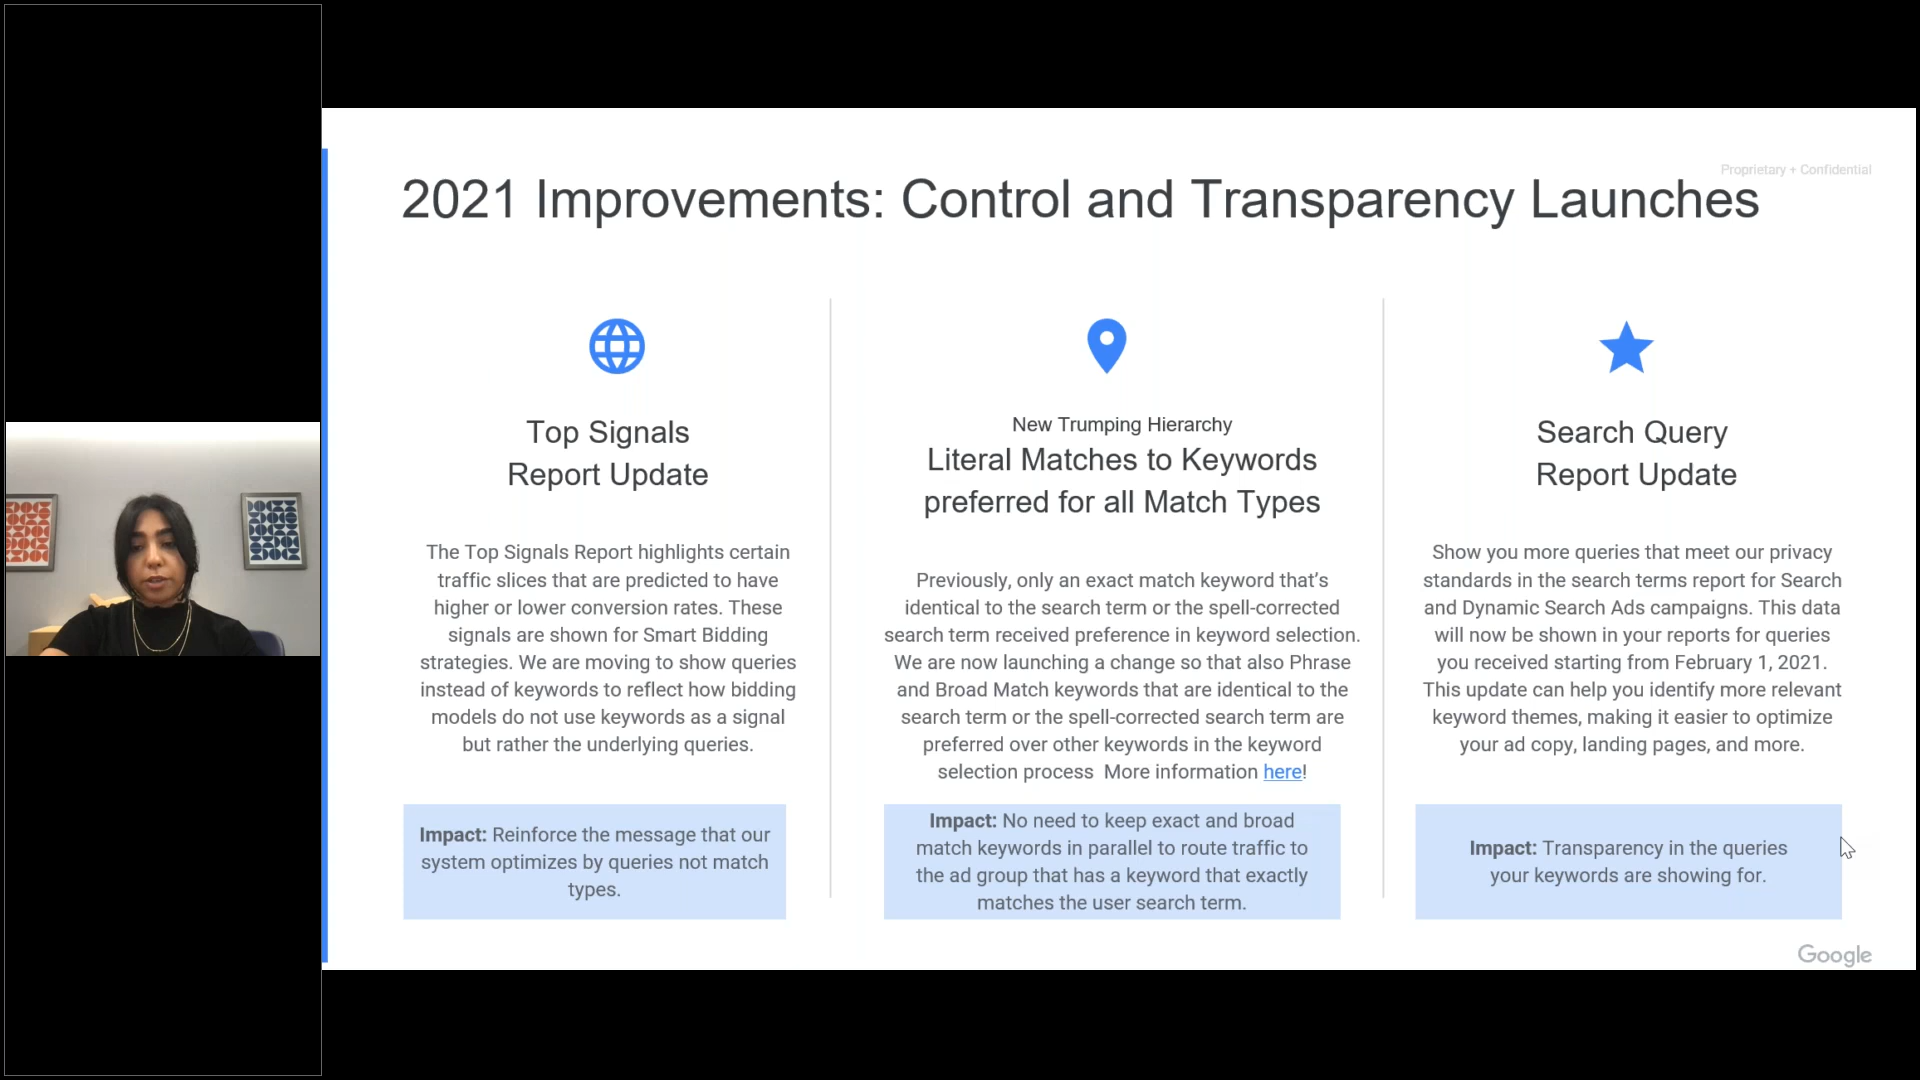 Proprietary + Confidential
2021 Improvements: Control and Transparency Launches
Top Signals
Report Update
The Top Signals Report highlights certain
traffic slices that are predicted to have
higher or lower conversion rates. These
signals are shown for Smart Bidding
strategies. We are moving to show queries
instead of keywords to reflect how bidding
models do not use keywords as a signal
but rather the underlying queries.
Impact: Reinforce the message that our
system optimizes by queries not match
types.
New Trumping Hierarchy
Literal Matches to Keywords
preferred for all Match Types
Previously, only an exact match keyword that's
identical to the search term or the spell-corrected
search term received preference in keyword selection.
We are now launching a change so that also Phrase
and Broad Match keywords that are identical to the
search term or the spell-corrected search term are
preferred over other keywords in the keyword
selection process  More information here!
Impact: No need to keep exact and broad
match keywords in parallel to route traffic to
the ad group that has a keyword that exactly
matches the user search term.
Search Query
Report Update
Show you more queries that meet our privacy
standards in the search terms report for Search
and Dynamic Search Ads campaigns. This data
will now be shown in your reports for queries
you received starting from February 1, 2021.
This update can help you identify more relevant
keyword themes, making it easier to optimize
your ad copy, landing pages, and more.
Impact: Transparency in the queries
your keywords are showing for.
Google